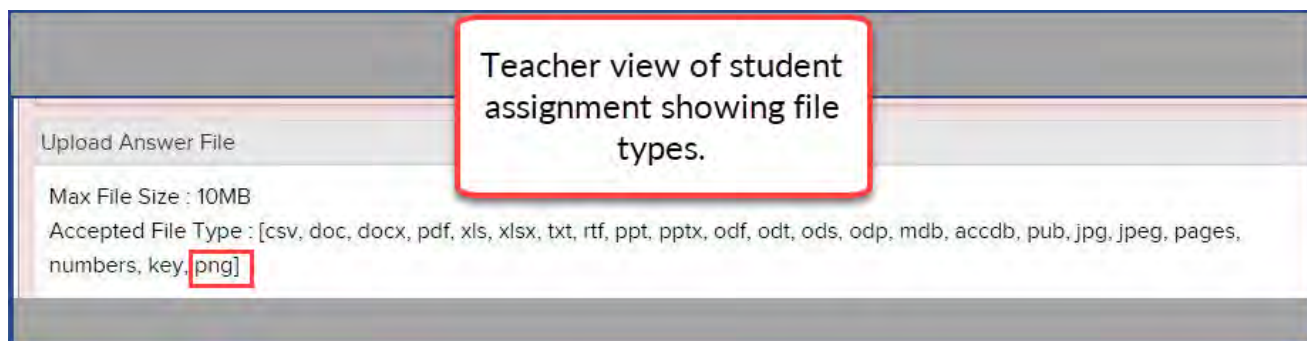 Teacher view of student
assignment showing file
types.
Upload Answer File
Max File Size : 10MB
Accepted File Type : [csv, doc, docx, pdf, xls, xlsx, txt, rtf, ppt, pptx, odf, odt, ods, odp, mdb, accdb, pub, jpg, jpeg, pages,
numbers, key, png]